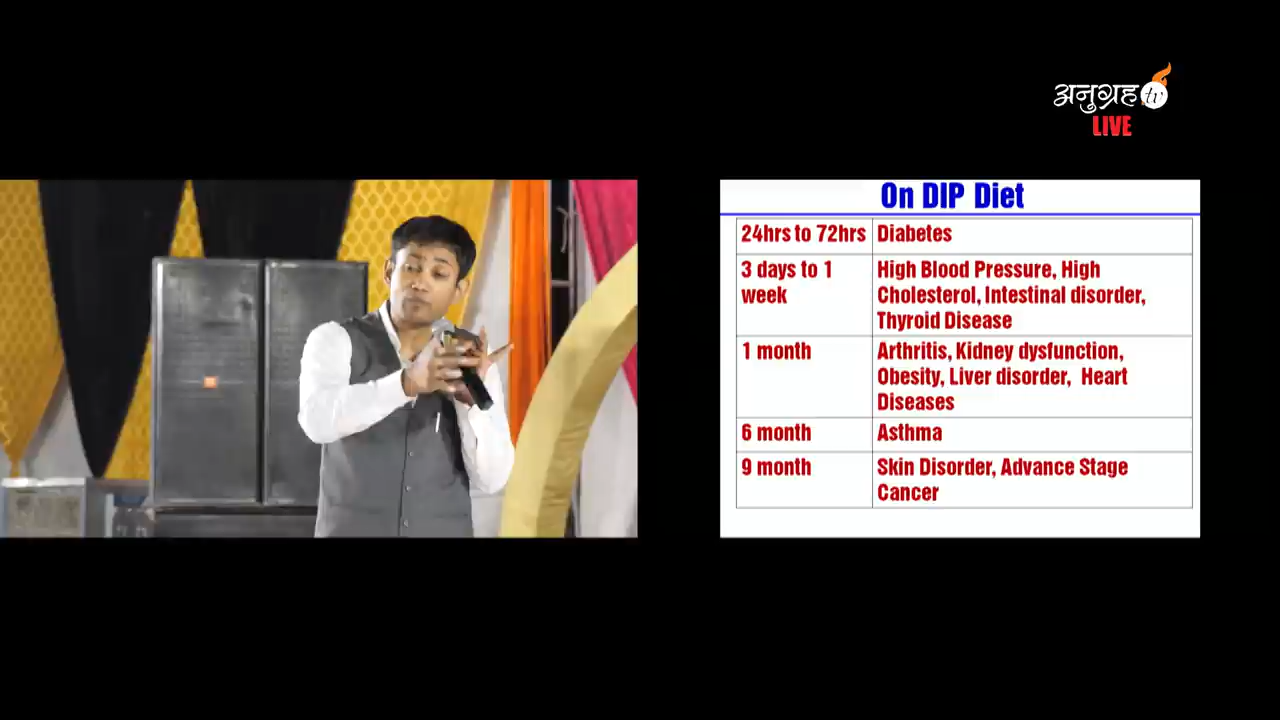 अनुग्रह tv
LIVE
On DIP Diet
24hrs to 72hrs Diabetes
3 days to 1
week
High Blood Pressure, High
Cholesterol, Intestinal disorder,
Thyroid Disease
1 month
Arthritis, Kidney dysfunction,
Obesity, Liver disorder, Heart
Diseases
6 month Asthma
9 month
Skin Disorder, Advance Stage
Cancer